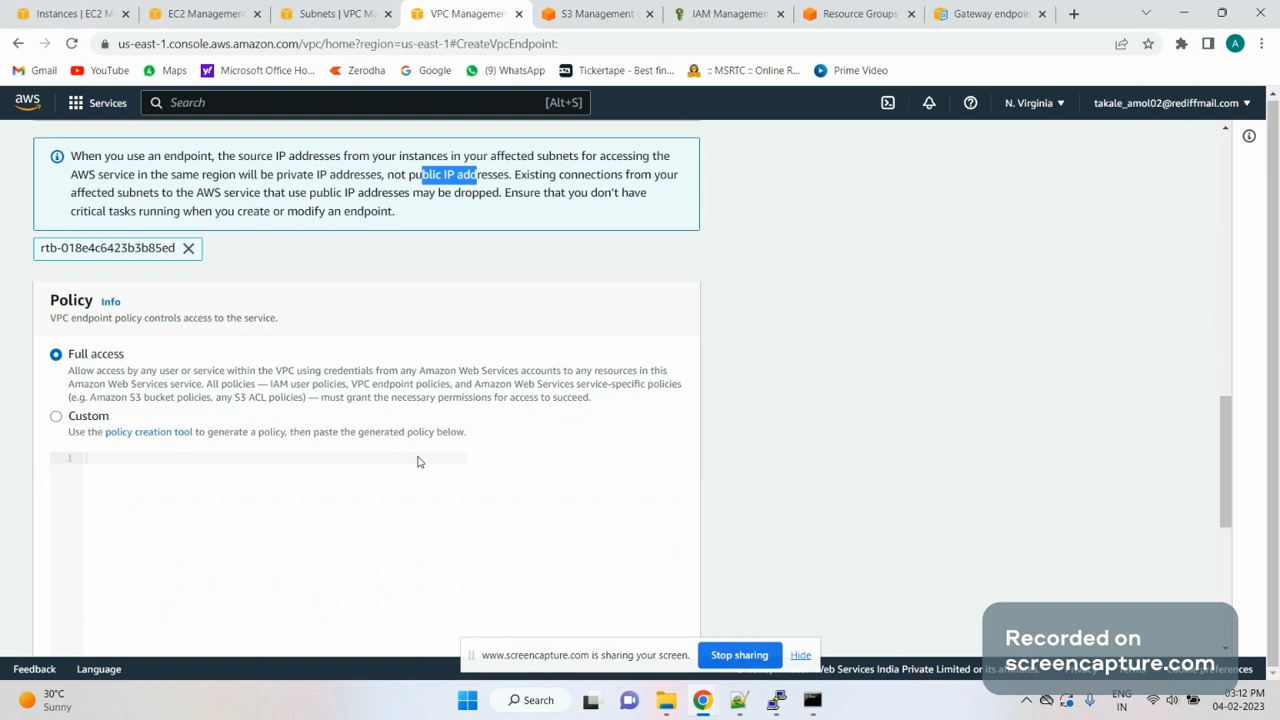 Instances | EC2 M
EC2 Management
Subnets | VPC Ma
VPC Managemen
S3 Management
IAM Management
Resource Groups
Gateway endpoin
us-east-1.console.aws.amazon.com/vpc/home?region=us-east-1#CreateVpcEndpoint:
A
Gmail
YouTube
Maps
Microsoft Office Ho...
Zerodha
Google
(9) WhatsApp
Tickertape - Best fin...
:: MSRTC :: Online R...
Prime Video
aws
Services
Search
[Alt+S]
N. Virginia
takale_amol02@rediffmail.com
When you use an endpoint, the source IP addresses from your instances in your affected subnets for accessing the
AWS service in the same region will be private IP addresses, not public IP addresses. Existing connections from your
affected subnets to the AWS service that use public IP addresses may be dropped. Ensure that you don't have
critical tasks running when you create or modify an endpoint.
rtb-018e4c6423b3b85ed
Policy Info
VPC endpoint policy controls access to the service.
Full access
Allow access by any user or service within the VPC using credentials from any Amazon Web Services accounts to any resources in this
Amazon Web Services service. All policies — IAM user policies, VPC endpoint policies, and Amazon Web Services service-specific policies
(e.g. Amazon S3 bucket policies, any S3 ACL policies) — must grant the necessary permissions for access to succeed.
Custom
Use the policy creation tool to generate a policy, then paste the generated policy below.
1
www.screencapture.com is sharing your screen.
Stop sharing
Hide
Recorded on
screencapture.com
Feedback
Language
Web Services India Private Limited or its
30°C
Sunny
Search
ENG
IN
03:12 PM
04-02-2023